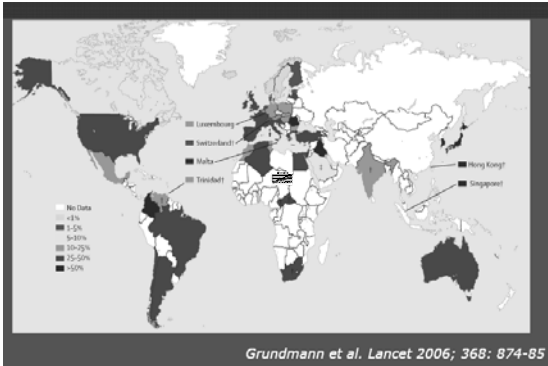 Luxembourg
Switzerland†
Malta
Trinidad†
Hong Kong†
Singapore†
No Data
<1%
1-5%
5-10%
10-25%
25-50%
>50%
Grundmann et al. Lancet 2006; 368: 874-85